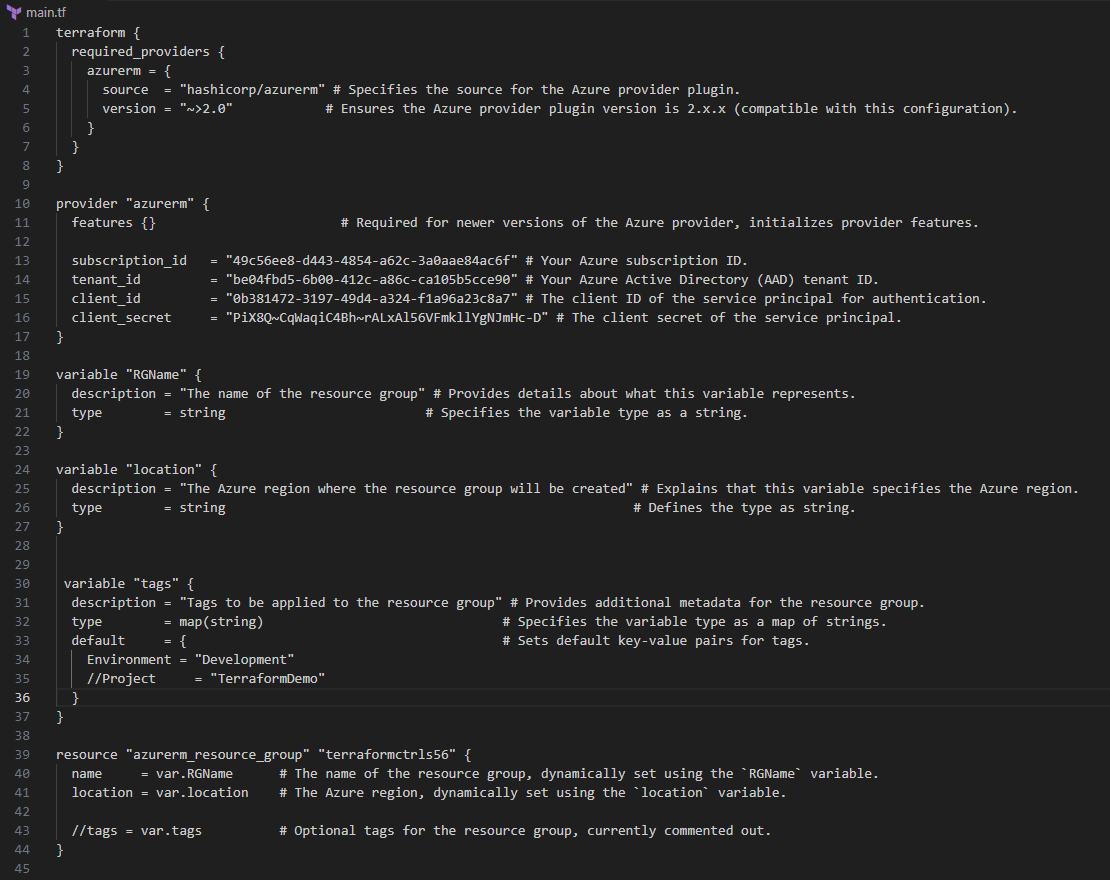 main.tf
1 terraform {
2 required_providers {
3 azurerm = {
4 source = "hashicorp/azurerm" # Specifies the source for the Azure provider plugin.
5 version = "~>2.0" # Ensures the Azure provider plugin version is 2.x.x (compatible with this configuration).
6 }
7 }
8 }
9
10 provider "azurerm" {
11 features {} # Required for newer versions of the Azure provider, initializes provider features.
12
13 subscription_id = "49c56ee8-d443-4854-a62c-3a0aae84ac6f" # Your Azure subscription ID.
14 tenant_id = "be04fbd5-6b00-412c-a86c-ca105b5cce90" # Your Azure Active Directory (AAD) tenant ID.
15 client_id = "0b381472-3197-49d4-a324-f1a96a23c8a7" # The client ID of the service principal for authentication.
16 client_secret = "PiX8Q~CqWaqiC4Bh~rALxAl56VFmkllYgNJmHc-D" # The client secret of the service principal.
17 }
18
19 variable "RGName" {
20 description = "The name of the resource group" # Provides details about what this variable represents.
21 type = string # Specifies the variable type as a string.
22 }
23
24 variable "location" {
25 description = "The Azure region where the resource group will be created" # Explains that this variable specifies the Azure region.
26 type = string # Defines the type as string.
27 }
28
29
30 variable "tags" {
31 description = "Tags to be applied to the resource group" # Provides additional metadata for the resource group.
32 type = map(string) # Specifies the variable type as a map of strings.
33 default = { # Sets default key-value pairs for tags.
34 Environment = "Development"
35 //Project = "TerraformDemo"
36 }
37 }
38
39 resource "azurerm_resource_group" "terraformctrls56" {
40 name = var.RGName # The name of the resource group, dynamically set using the `RGName` variable.
41 location = var.location # The Azure region, dynamically set using the `location` variable.
42
43 //tags = var.tags # Optional tags for the resource group, currently commented out.
44 }
45